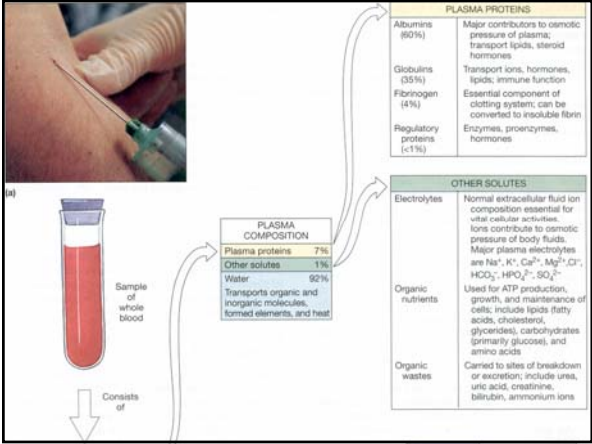 (a)
Sample
of
whole
blood
Consists
of
PLASMA
COMPOSITION
Plasma proteins 7%
Other solutes 1%
Water 92%
Transports organic and
inorganic molecules,
formed elements, and heat
PLASMA PROTEINS
Albumins
(60%)
Major contributors to osmotic
pressure of plasma;
transport lipids, steroid
hormones
Globulins
(35%)
Transport ions, hormones,
lipids; immune function
Fibrinogen
(4%)
Essential component of
clotting system; can be
converted to insoluble fibrin
Regulatory
proteins
(<1%)
Enzymes, proenzymes,
hormones
OTHER SOLUTES
Electrolytes
Normal extracellular fluid ion
composition essential for
vital cellular activities.
Ions contribute to osmotic
pressure of body fluids.
Major plasma electrolytes
are Na⁺, K⁺, Ca²⁺, Mg²⁺,Cl⁻,
HCO₃⁻, HPO₄²⁻, SO₄²⁻
Organic
nutrients
Used for ATP production,
growth, and maintenance of
cells; include lipids (fatty
acids, cholesterol,
glycerides), carbohydrates
(primarily glucose), and
amino acids
Organic
wastes
Carried to sites of breakdown
or excretion; include urea,
uric acid, creatinine,
bilirubin, ammonium ions